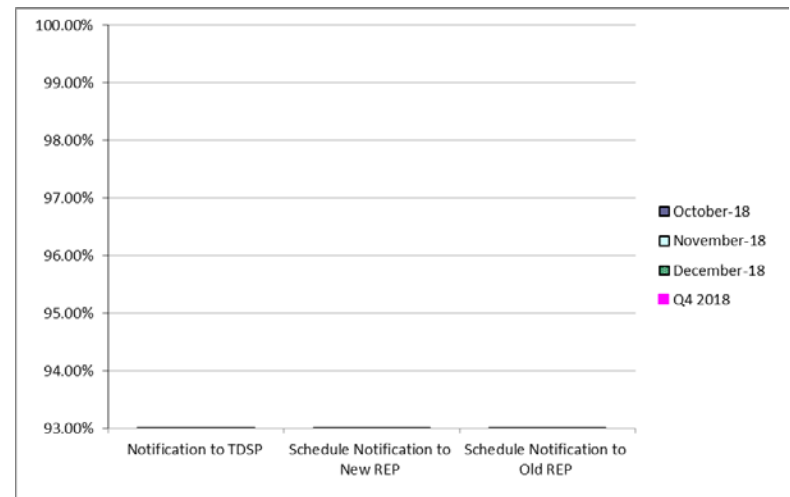 100.00%
99.00%
98.00%
97.00%
96.00%
95.00%
94.00%
93.00%
Notification to TDSP
Schedule Notification to
New REP
Schedule Notification to
Old REP
October-18
November-18
December-18
Q4 2018